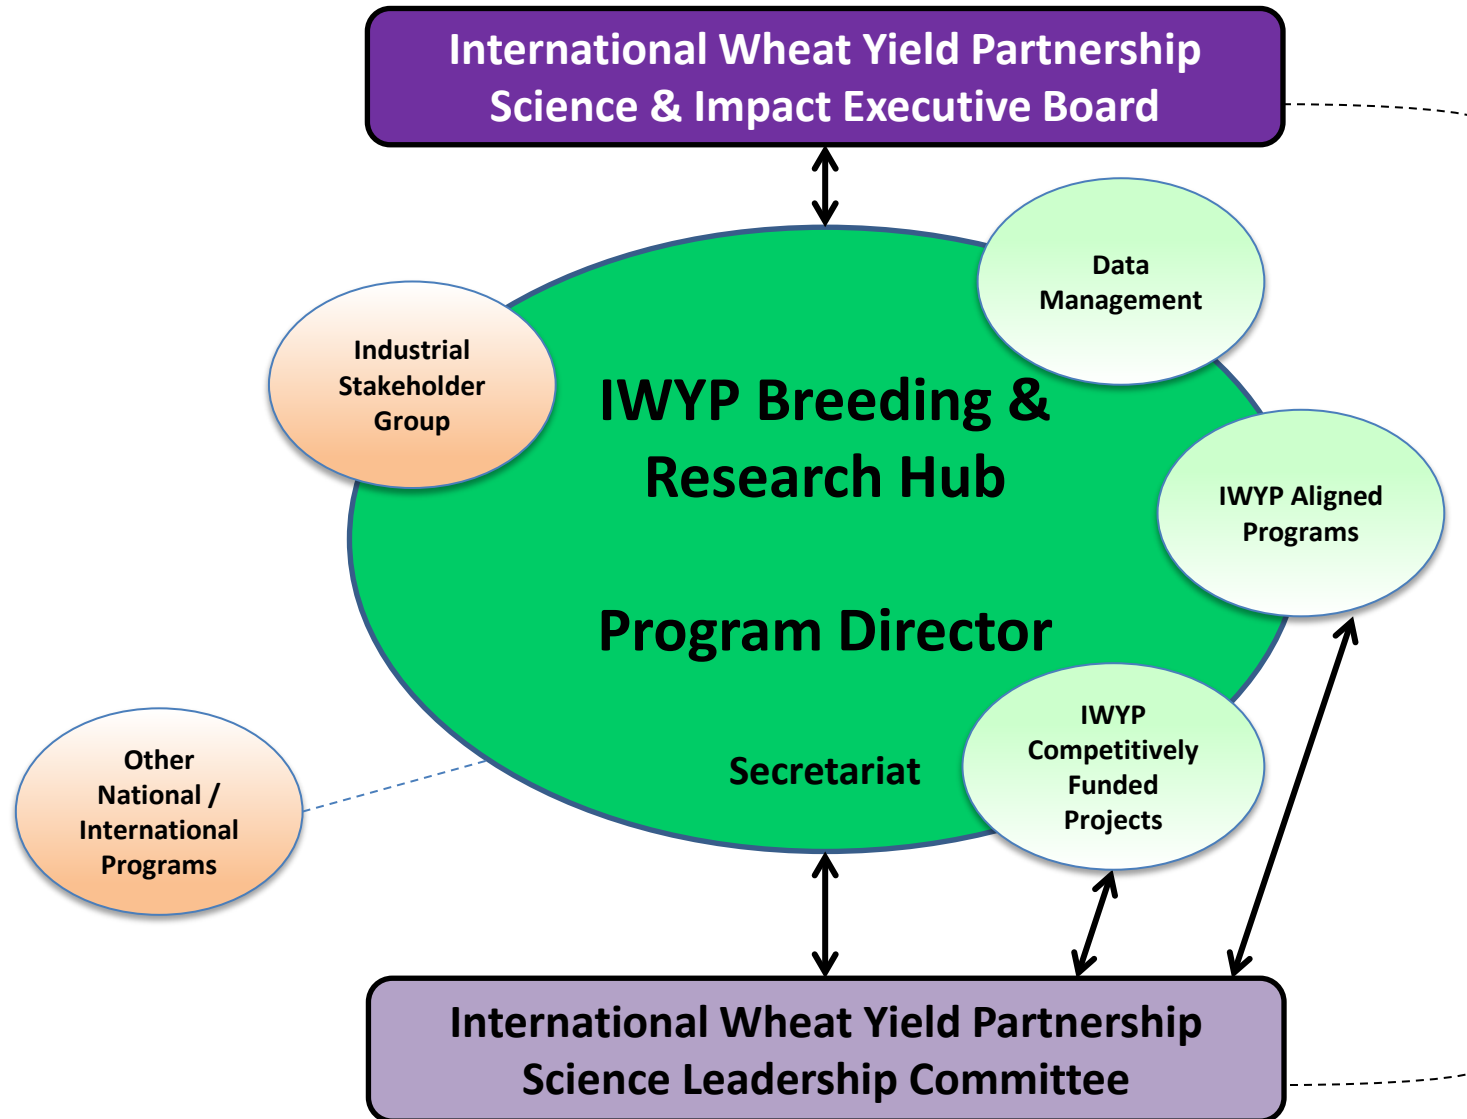 International Wheat Yield Partnership
Science & Impact Executive Board
Data
Management
Industrial
Stakeholder
Group
IWYP Breeding &
Research Hub
IWYP Aligned
Programs
Program Director
IWYP
Competitively
Funded
Projects
Secretariat
Other
National /
International
Programs
International Wheat Yield Partnership
Science Leadership Committee